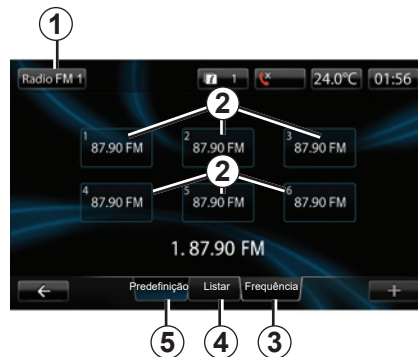 1
Radio FM 1
1
24.0°C
01:56
2
1
87.90 FM
2
87.90 FM
3
87.90 FM
2
4
87.90 FM
5
87.90 FM
6
87.90 FM
1. 87.90 FM
Predefinição
Listar
Frequência
+
5
4
3